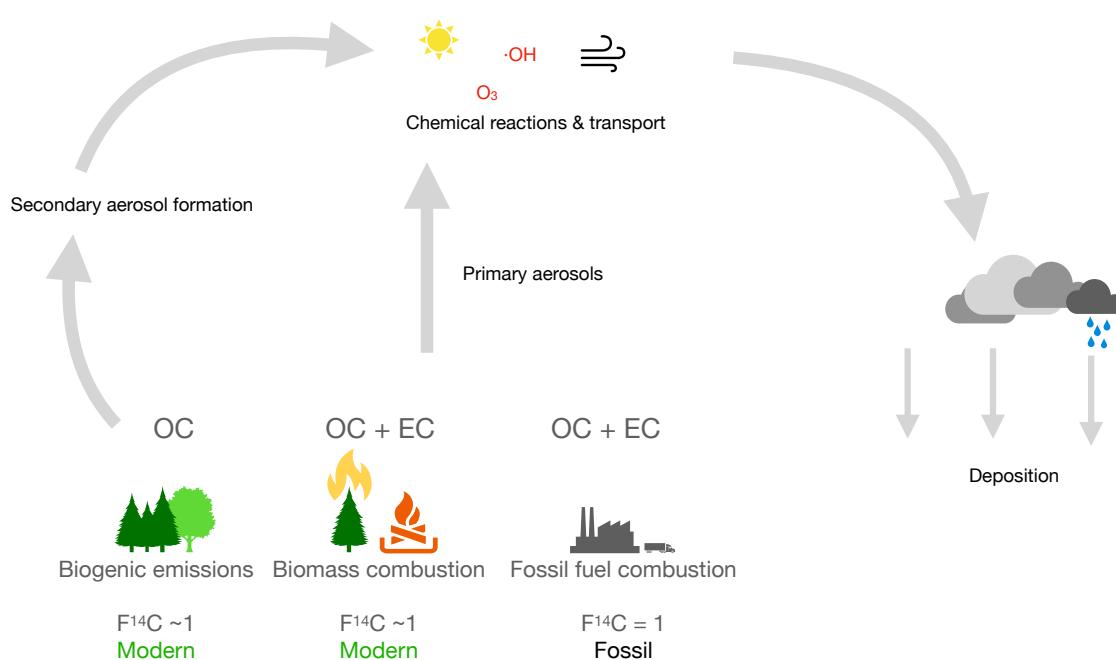 ·OH
O₃
Chemical reactions & transport
Secondary aerosol formation
Primary aerosols
OC
OC + EC
OC + EC
Deposition
Biogenic emissions
Biomass combustion
Fossil fuel combustion
F¹⁴C ~1
F¹⁴C ~1
F¹⁴C = 1
Modern
Modern
Fossil